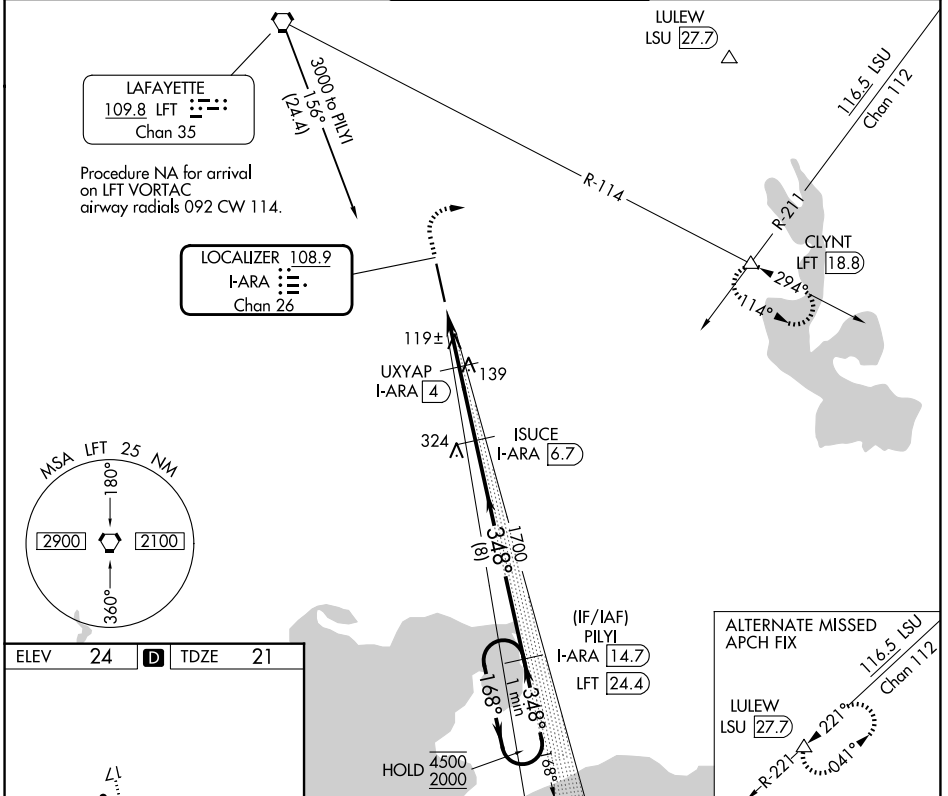 LULEW
LSU 27.7
116.5 LSU
Chan 112
LAFAYETTE
109.8 LFT
Chan 35
3000 to PILYI
156°
(24.4)
Procedure NA for arrival
on LFT VORTAC
airway radials 092 CW 114.
R-114
R-211
CLYNT
LFT 18.8
294°
114°
LOCALIZER 108.9
I-ARA
Chan 26
119±
139
UXYAP
I-ARA 4
324
ISUCE
I-ARA 6.7
MSA LFT 25 NM
180°
2900
2100
360°
1700
348°
(8)
(IF/IAF)
PILYI
I-ARA 14.7
LFT 24.4
168°
1 min
348°
168°
HOLD 4500
2000
ELEV 24 D TDZE 21
17
ALTERNATE MISSED
APCH FIX
116.5 LSU
Chan 112
LULEW
LSU 27.7
221°
041°
R-221